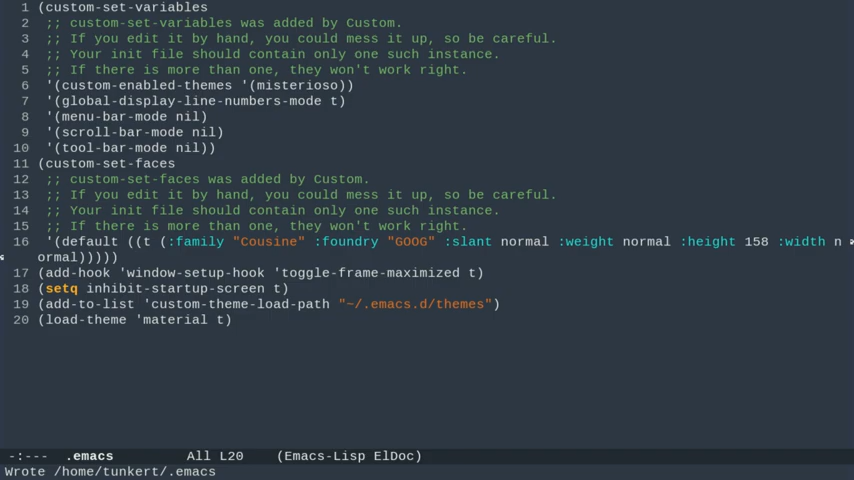 1 (custom-set-variables
2  ;; custom-set-variables was added by Custom.
3  ;; If you edit it by hand, you could mess it up, so be careful.
4  ;; Your init file should contain only one such instance.
5  ;; If there is more than one, they won't work right.
6  '(custom-enabled-themes '(misterioso))
7  '(global-display-line-numbers-mode t)
8  '(menu-bar-mode nil)
9  '(scroll-bar-mode nil)
10  '(tool-bar-mode nil))
11 (custom-set-faces
12  ;; custom-set-faces was added by Custom.
13  ;; If you edit it by hand, you could mess it up, so be careful.
14  ;; Your init file should contain only one such instance.
15  ;; If there is more than one, they won't work right.
16  '(default ((t (:family "Cousine" :foundry "GOOG" :slant normal :weight normal :height 158 :width n
ormal)))))
17 (add-hook 'window-setup-hook 'toggle-frame-maximized t)
18 (setq inhibit-startup-screen t)
19 (add-to-list 'custom-theme-load-path "~/.emacs.d/themes")
20 (load-theme 'material t)
-:--- .emacs All L20 (Emacs-Lisp ElDoc)
Wrote /home/tunkert/.emacs